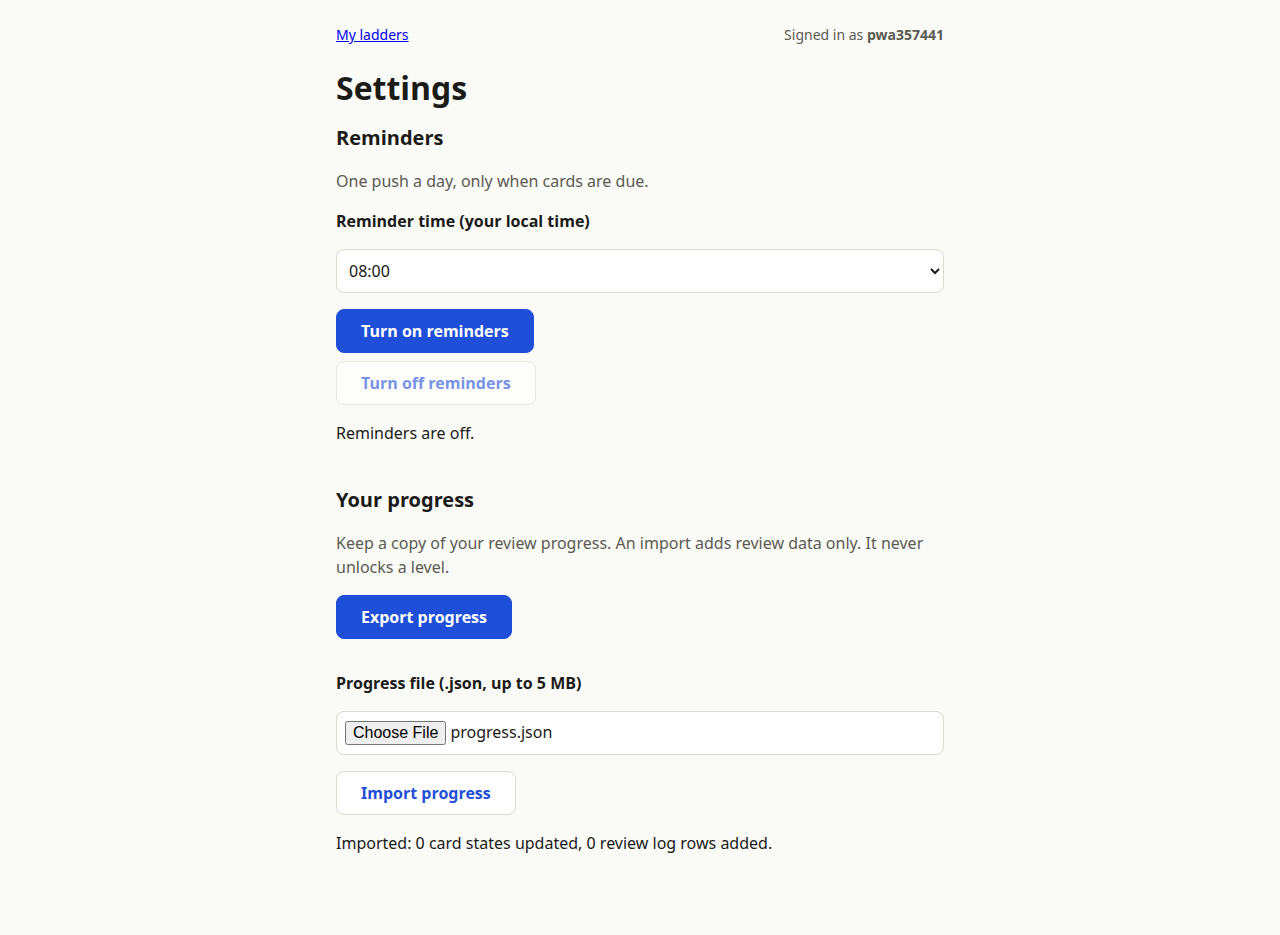 My ladders
Signed in as pwa357441
Settings
Reminders
One push a day, only when cards are due.
Reminder time (your local time)
08:00
Turn on reminders
Turn off reminders
Reminders are off.
Your progress
Keep a copy of your review progress. An import adds review data only. It never
unlocks a level.
Export progress
Progress file (.json, up to 5 MB)
Choose File progress.json
Import progress
Imported: 0 card states updated, 0 review log rows added.